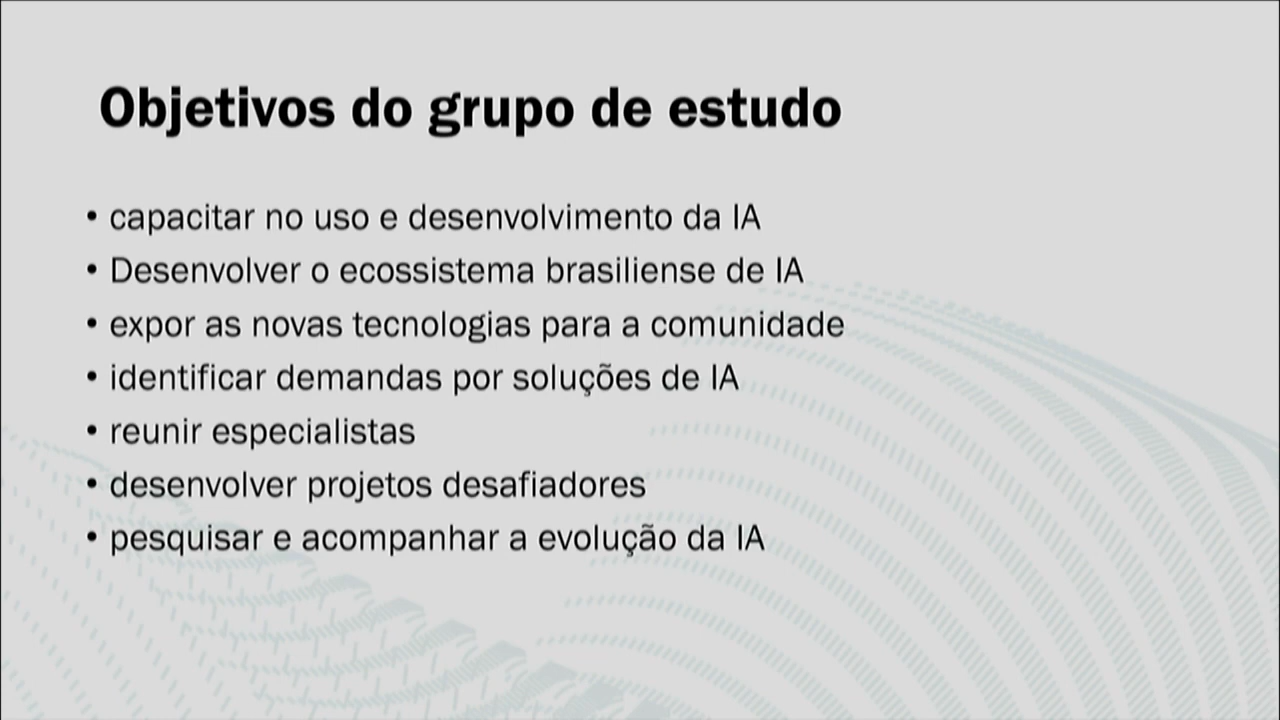 Objetivos do grupo de estudo
• capacitar no uso e desenvolvimento da IA
• Desenvolver o ecossistema brasiliense de IA
• expor as novas tecnologias para a comunidade
• identificar demandas por soluções de IA
• reunir especialistas
• desenvolver projetos desafiadores
• pesquisar e acompanhar a evolução da IA